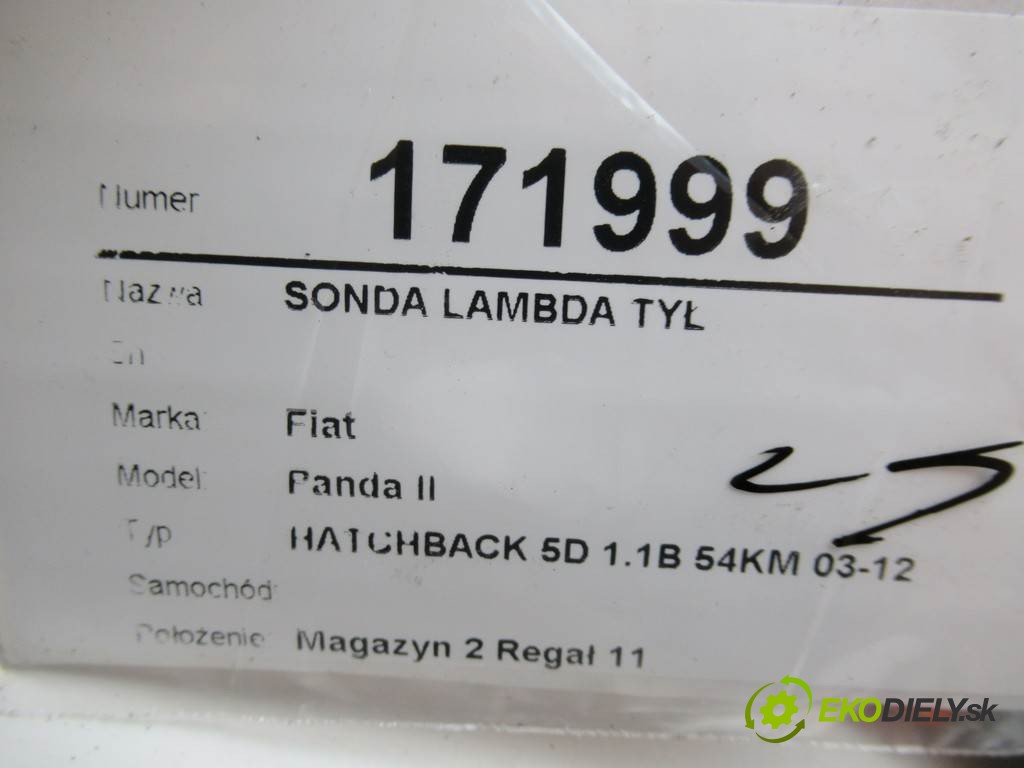 Numer 171999
Nazwa SONDA LAMBDA TYŁ
Marka: Fiat
Model: Panda II
Typ HATCHBACK 5D 1.1B 54KM 03-12
Samochód:
Położenie: Magazyn 2 Regał 11
EKODIELY.sk